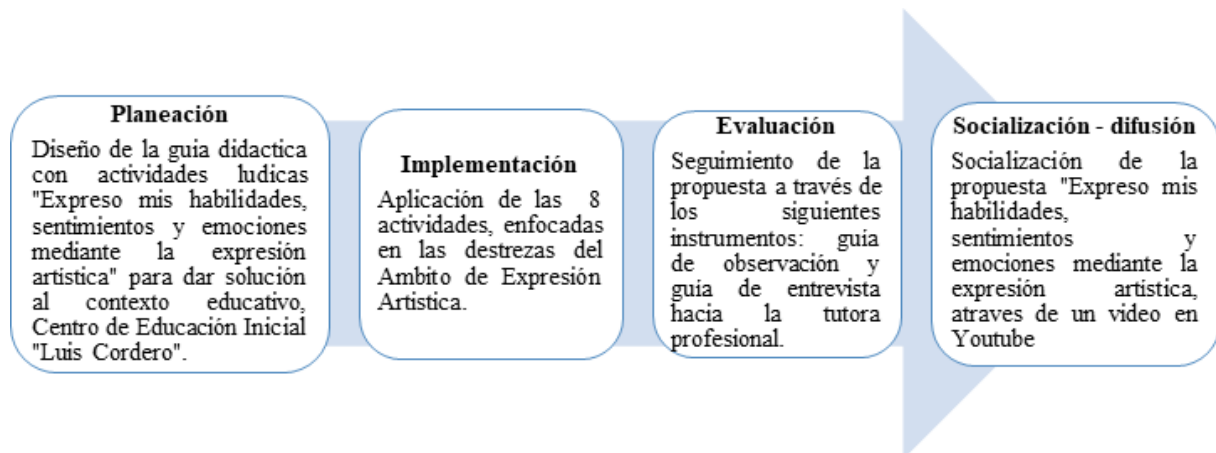 Planeación
Diseño de la guia didactica
con actividades ludicas
"Expreso mis habilidades,
sentimientos y emociones
mediante la expresión
artistica" para dar solución
al contexto educativo,
Centro de Educación Inicial
"Luis Cordero".
Implementación
Aplicación de las 8
actividades, enfocadas
en las destrezas del
Ambito de Expresión
Artistica.
Evaluación
Seguimiento de la
propuesta a través de
los siguientes
instrumentos: guía
de observación y
guía de entrevista
hacia la tutora
profesional.
Socialización - difusión
Socialización de la
propuesta "Expreso mis
habilidades,
sentimientos y
emociones mediante la
expresión artistica,
atraves de un video en
Youtube